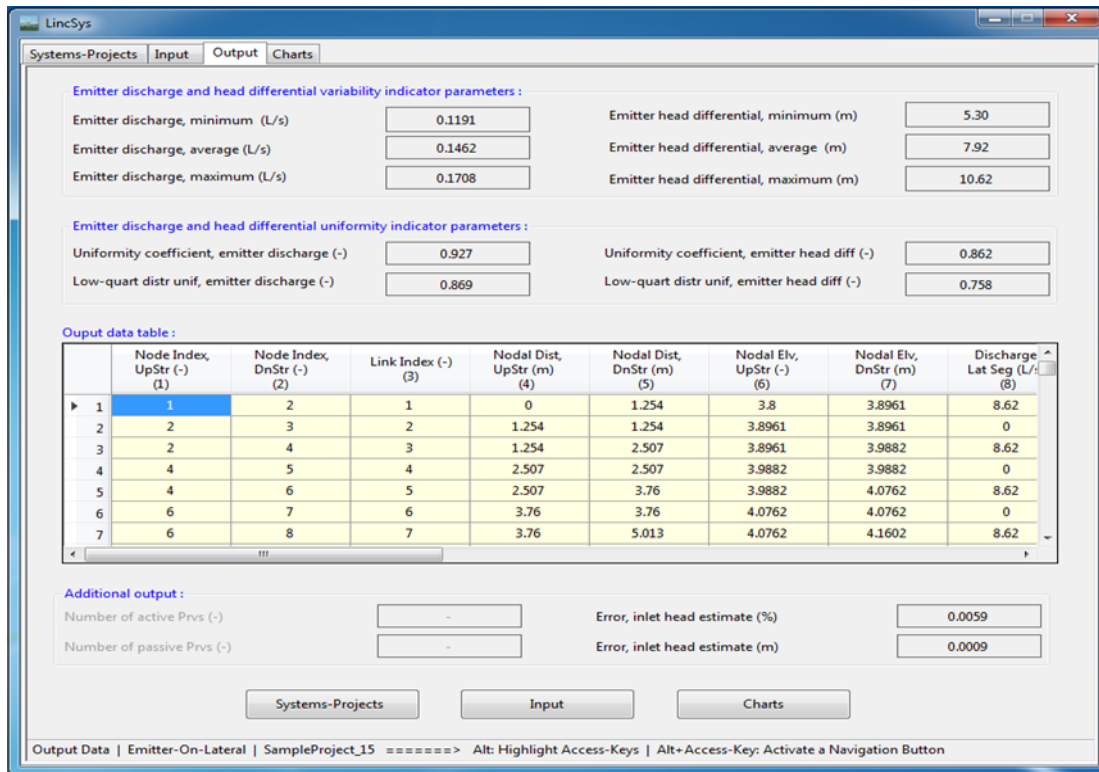 LincSys
Systems-Projects Input Output Charts
Emitter discharge and head differential variability indicator parameters :
Emitter discharge, minimum (L/s) 0.1191 Emitter head differential, minimum (m) 5.30
Emitter discharge, average (L/s) 0.1462 Emitter head differential, average (m) 7.92
Emitter discharge, maximum (L/s) 0.1708 Emitter head differential, maximum (m) 10.62
Emitter discharge and head differential uniformity indicator parameters :
Uniformity coefficient, emitter discharge (-) 0.927 Uniformity coefficient, emitter head diff (-) 0.862
Low-quart distr unif, emitter discharge (-) 0.869 Low-quart distr unif, emitter head diff (-) 0.758
Ouput data table :
Node Index, Node Index, Link Index (-) Nodal Dist, Nodal Dist, Nodal Elv, Nodal Elv, Discharge
UpStr (-) DnStr (-) (3) UpStr (m) DnStr (m) UpStr (-) DnStr (m) Lat Seg (L/s
(1) (2) (4) (5) (6) (7) (8)
1 1 2 1 0 1.254 3.8 3.8961 8.62
2 2 3 2 1.254 1.254 3.8961 3.8961 0
3 2 4 3 1.254 2.507 3.8961 3.9882 8.62
4 4 5 4 2.507 2.507 3.9882 3.9882 0
5 4 6 5 2.507 3.76 3.9882 4.0762 8.62
6 6 7 6 3.76 3.76 4.0762 4.0762 0
7 6 8 7 3.76 5.013 4.0762 4.1602 8.62
Additional output :
Number of active Prvs (-) - Error, inlet head estimate (%) 0.0059
Number of passive Prvs (-) - Error, inlet head estimate (m) 0.0009
Systems-Projects Input Charts
Output Data | Emitter-On-Lateral | SampleProject_15 =======> Alt: Highlight Access-Keys | Alt+Access-Key: Activate a Navigation Button